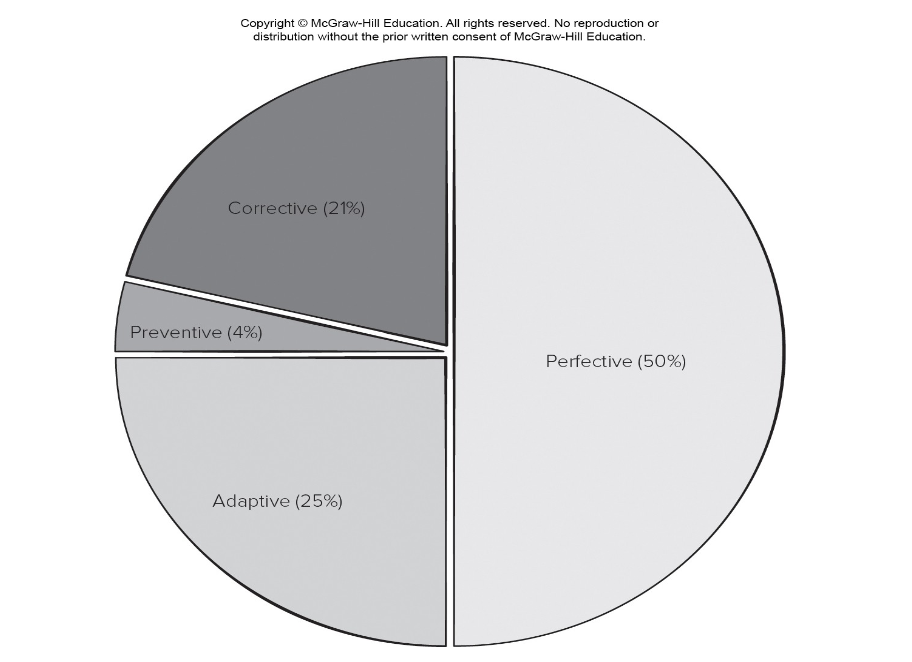 Copyright © McGraw-Hill Education. All rights reserved. No reproduction or
distribution without the prior written consent of McGraw-Hill Education.
Corrective (21%)
Preventive (4%)
Perfective (50%)
Adaptive (25%)